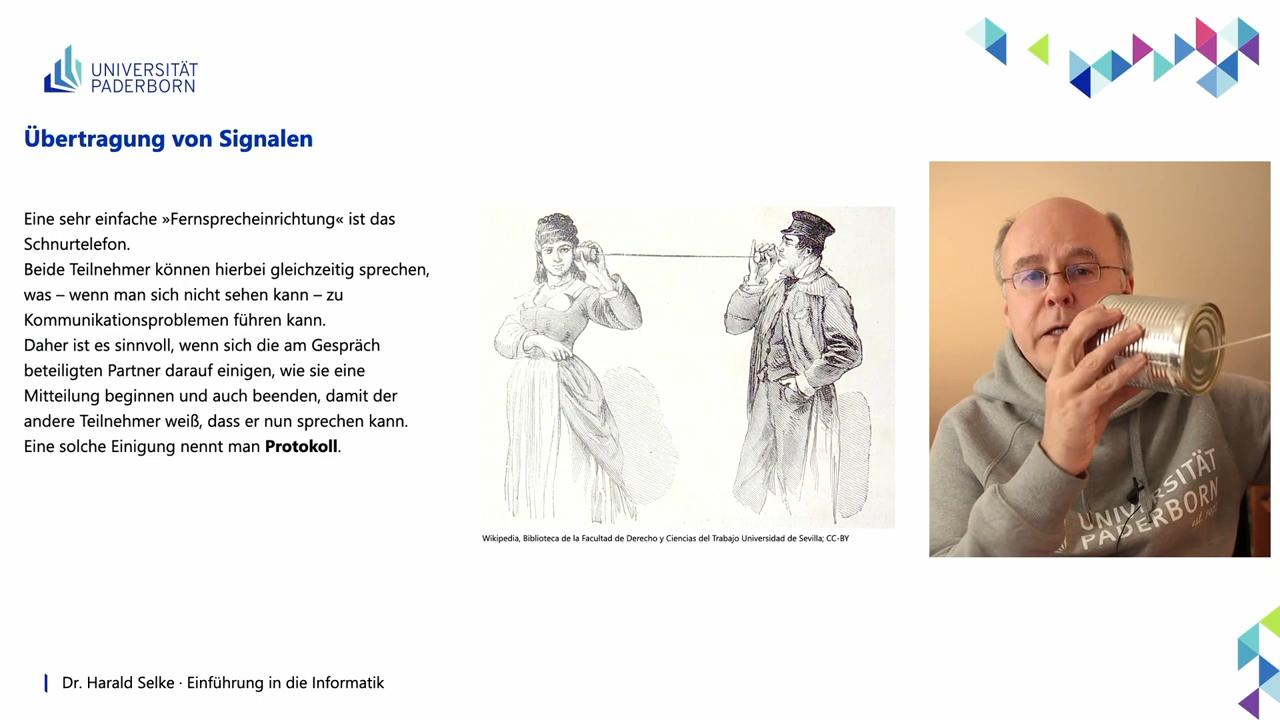 UNIVERSITÄT
PADERBORN
Übertragung von Signalen
Eine sehr einfache »Fernsprecheinrichtung« ist das
Schnurtelefon.
Beide Teilnehmer können hierbei gleichzeitig sprechen,
was – wenn man sich nicht sehen kann – zu
Kommunikationsproblemen führen kann.
Daher ist es sinnvoll, wenn sich die am Gespräch
beteiligten Partner darauf einigen, wie sie eine
Mitteilung beginnen und auch beenden, damit der
andere Teilnehmer weiß, dass er nun sprechen kann.
Eine solche Einigung nennt man Protokoll.
Wikipedia, Biblioteca de la Facultad de Derecho y Ciencias del Trabajo Universidad de Sevilla; CC-BY
UNIVERSITÄT
PADERBORN
Dr. Harald Selke · Einführung in die Informatik